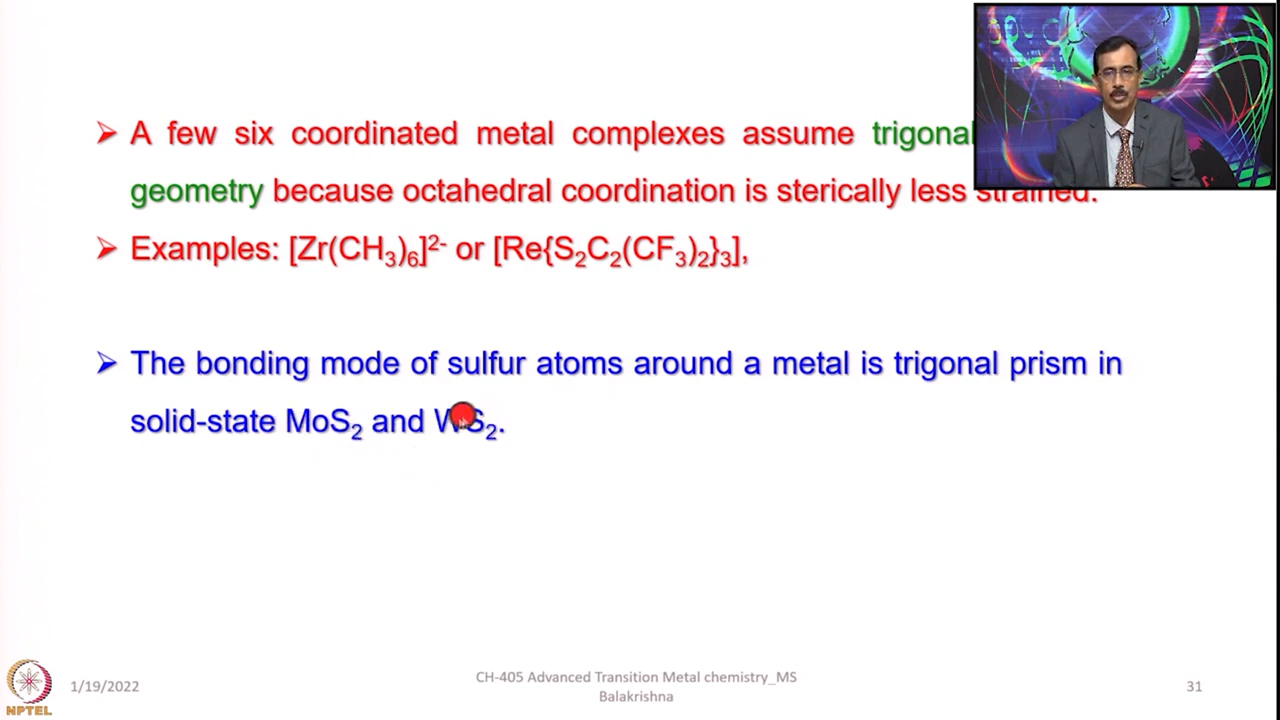 ➢ A few six coordinated metal complexes assume trigonal
geometry because octahedral coordination is sterically less strained.
➢ Examples: [Zr(CH₃)₆]²⁻ or [Re{S₂C₂(CF₃)₂}₃],
➢ The bonding mode of sulfur atoms around a metal is trigonal prism in
solid-state MoS₂ and WS₂.
NPTEL
1/19/2022
CH-405 Advanced Transition Metal chemistry_MS
Balakrishna
31